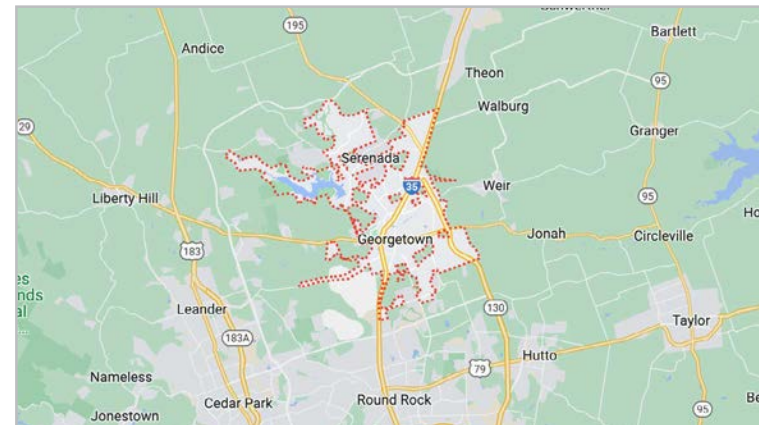 195
Bartlett
Andice
Theon
95
Walburg
29
Granger
Serenada
35
Weir
95
Liberty Hill
Georgetown
Jonah
Circleville
183
Leander
130
Taylor
183A
Hutto
79
Nameless
Cedar Park
Round Rock
95
Jonestown